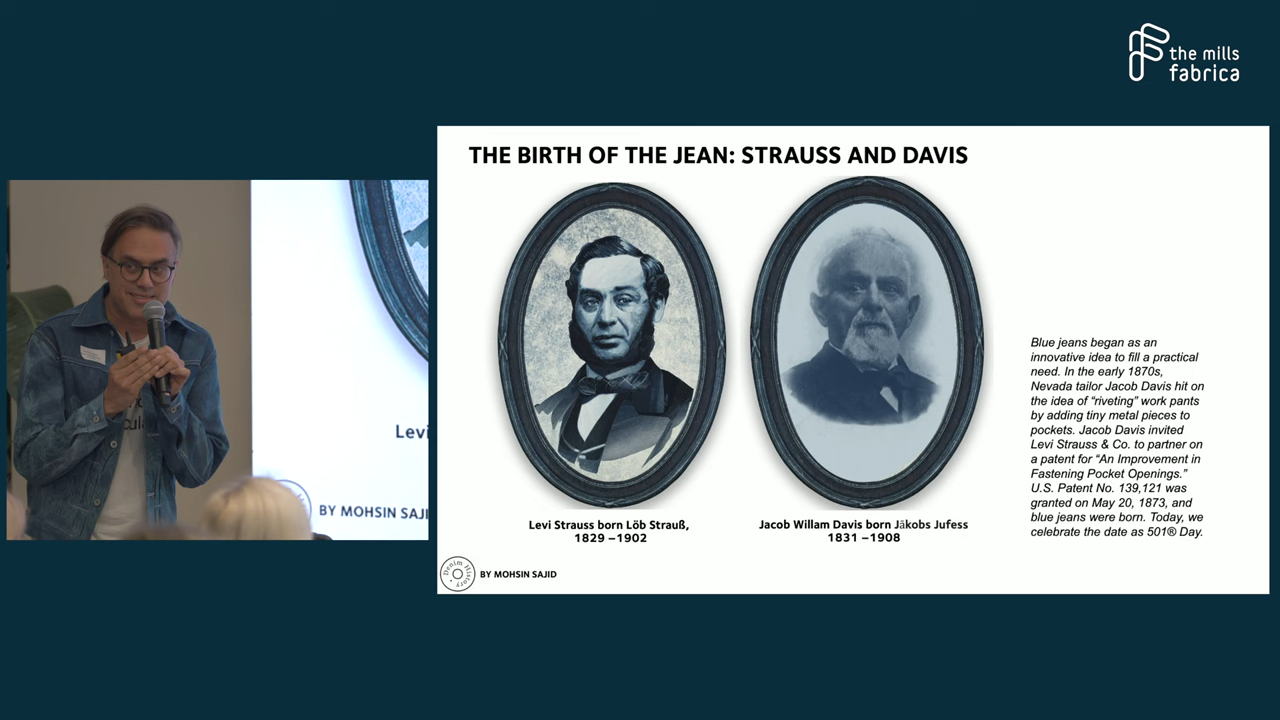 the mills
fabrica
THE BIRTH OF THE JEAN: STRAUSS AND DAVIS
Blue jeans began as an
innovative idea to fill a practical
need. In the early 1870s,
Nevada tailor Jacob Davis hit on
the idea of “riveting” work pants
by adding tiny metal pieces to
pockets. Jacob Davis invited
Levi Strauss & Co. to partner on
a patent for “An Improvement in
Fastening Pocket Openings.”
U.S. Patent No. 139,121 was
granted on May 20, 1873, and
blue jeans were born. Today, we
celebrate the date as 501® Day.
Levi Strauss born Löb Strauß,
1829 –1902
Jacob Willam Davis born Jākobs Jufess
1831 –1908
Denim History
BY MOHSIN SAJID
Levi
BY MOHSIN SAJI